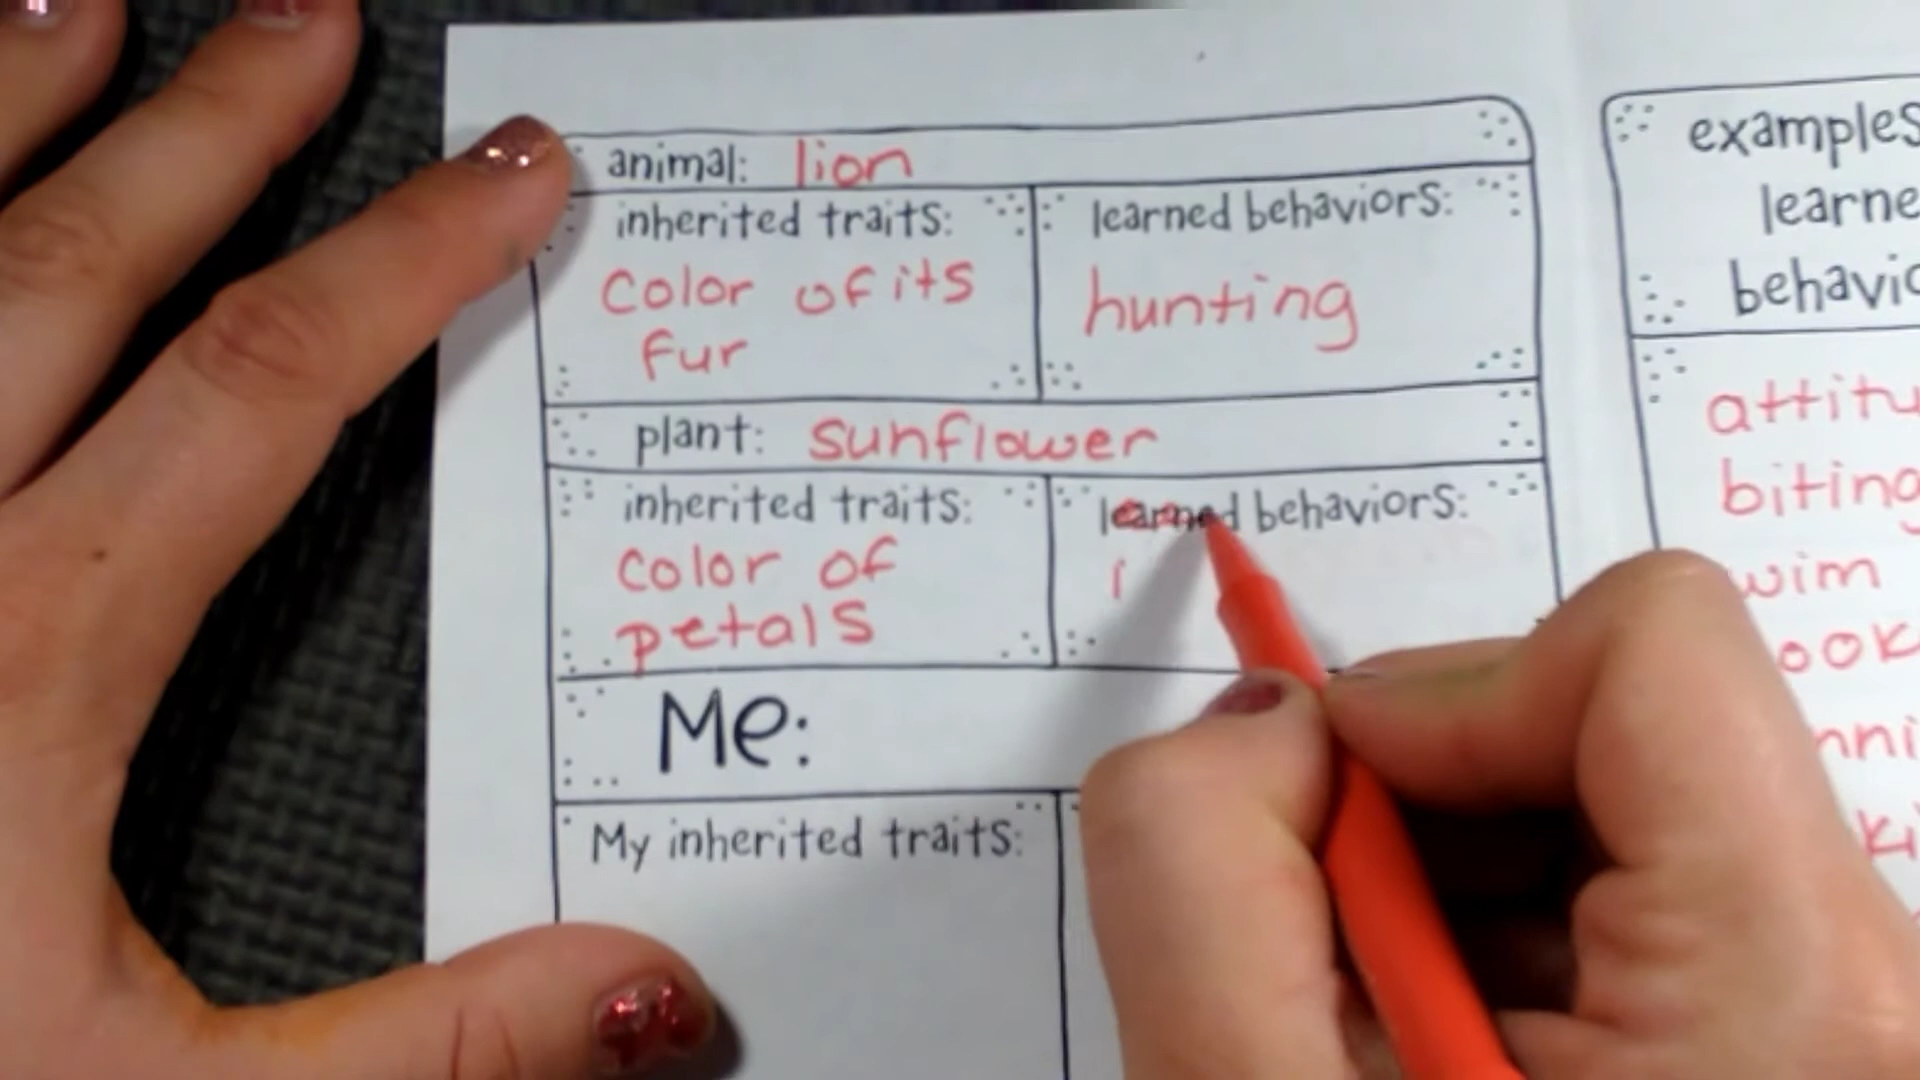 animal: lion
inherited traits:
Color of its
fur
learned behaviors:
hunting
plant: sunflower
inherited traits:
color of
petals
learned behaviors:
i
Me:
My inherited traits:
examples
learne
behavio
attitu
biting
wim
ook
nni
ki